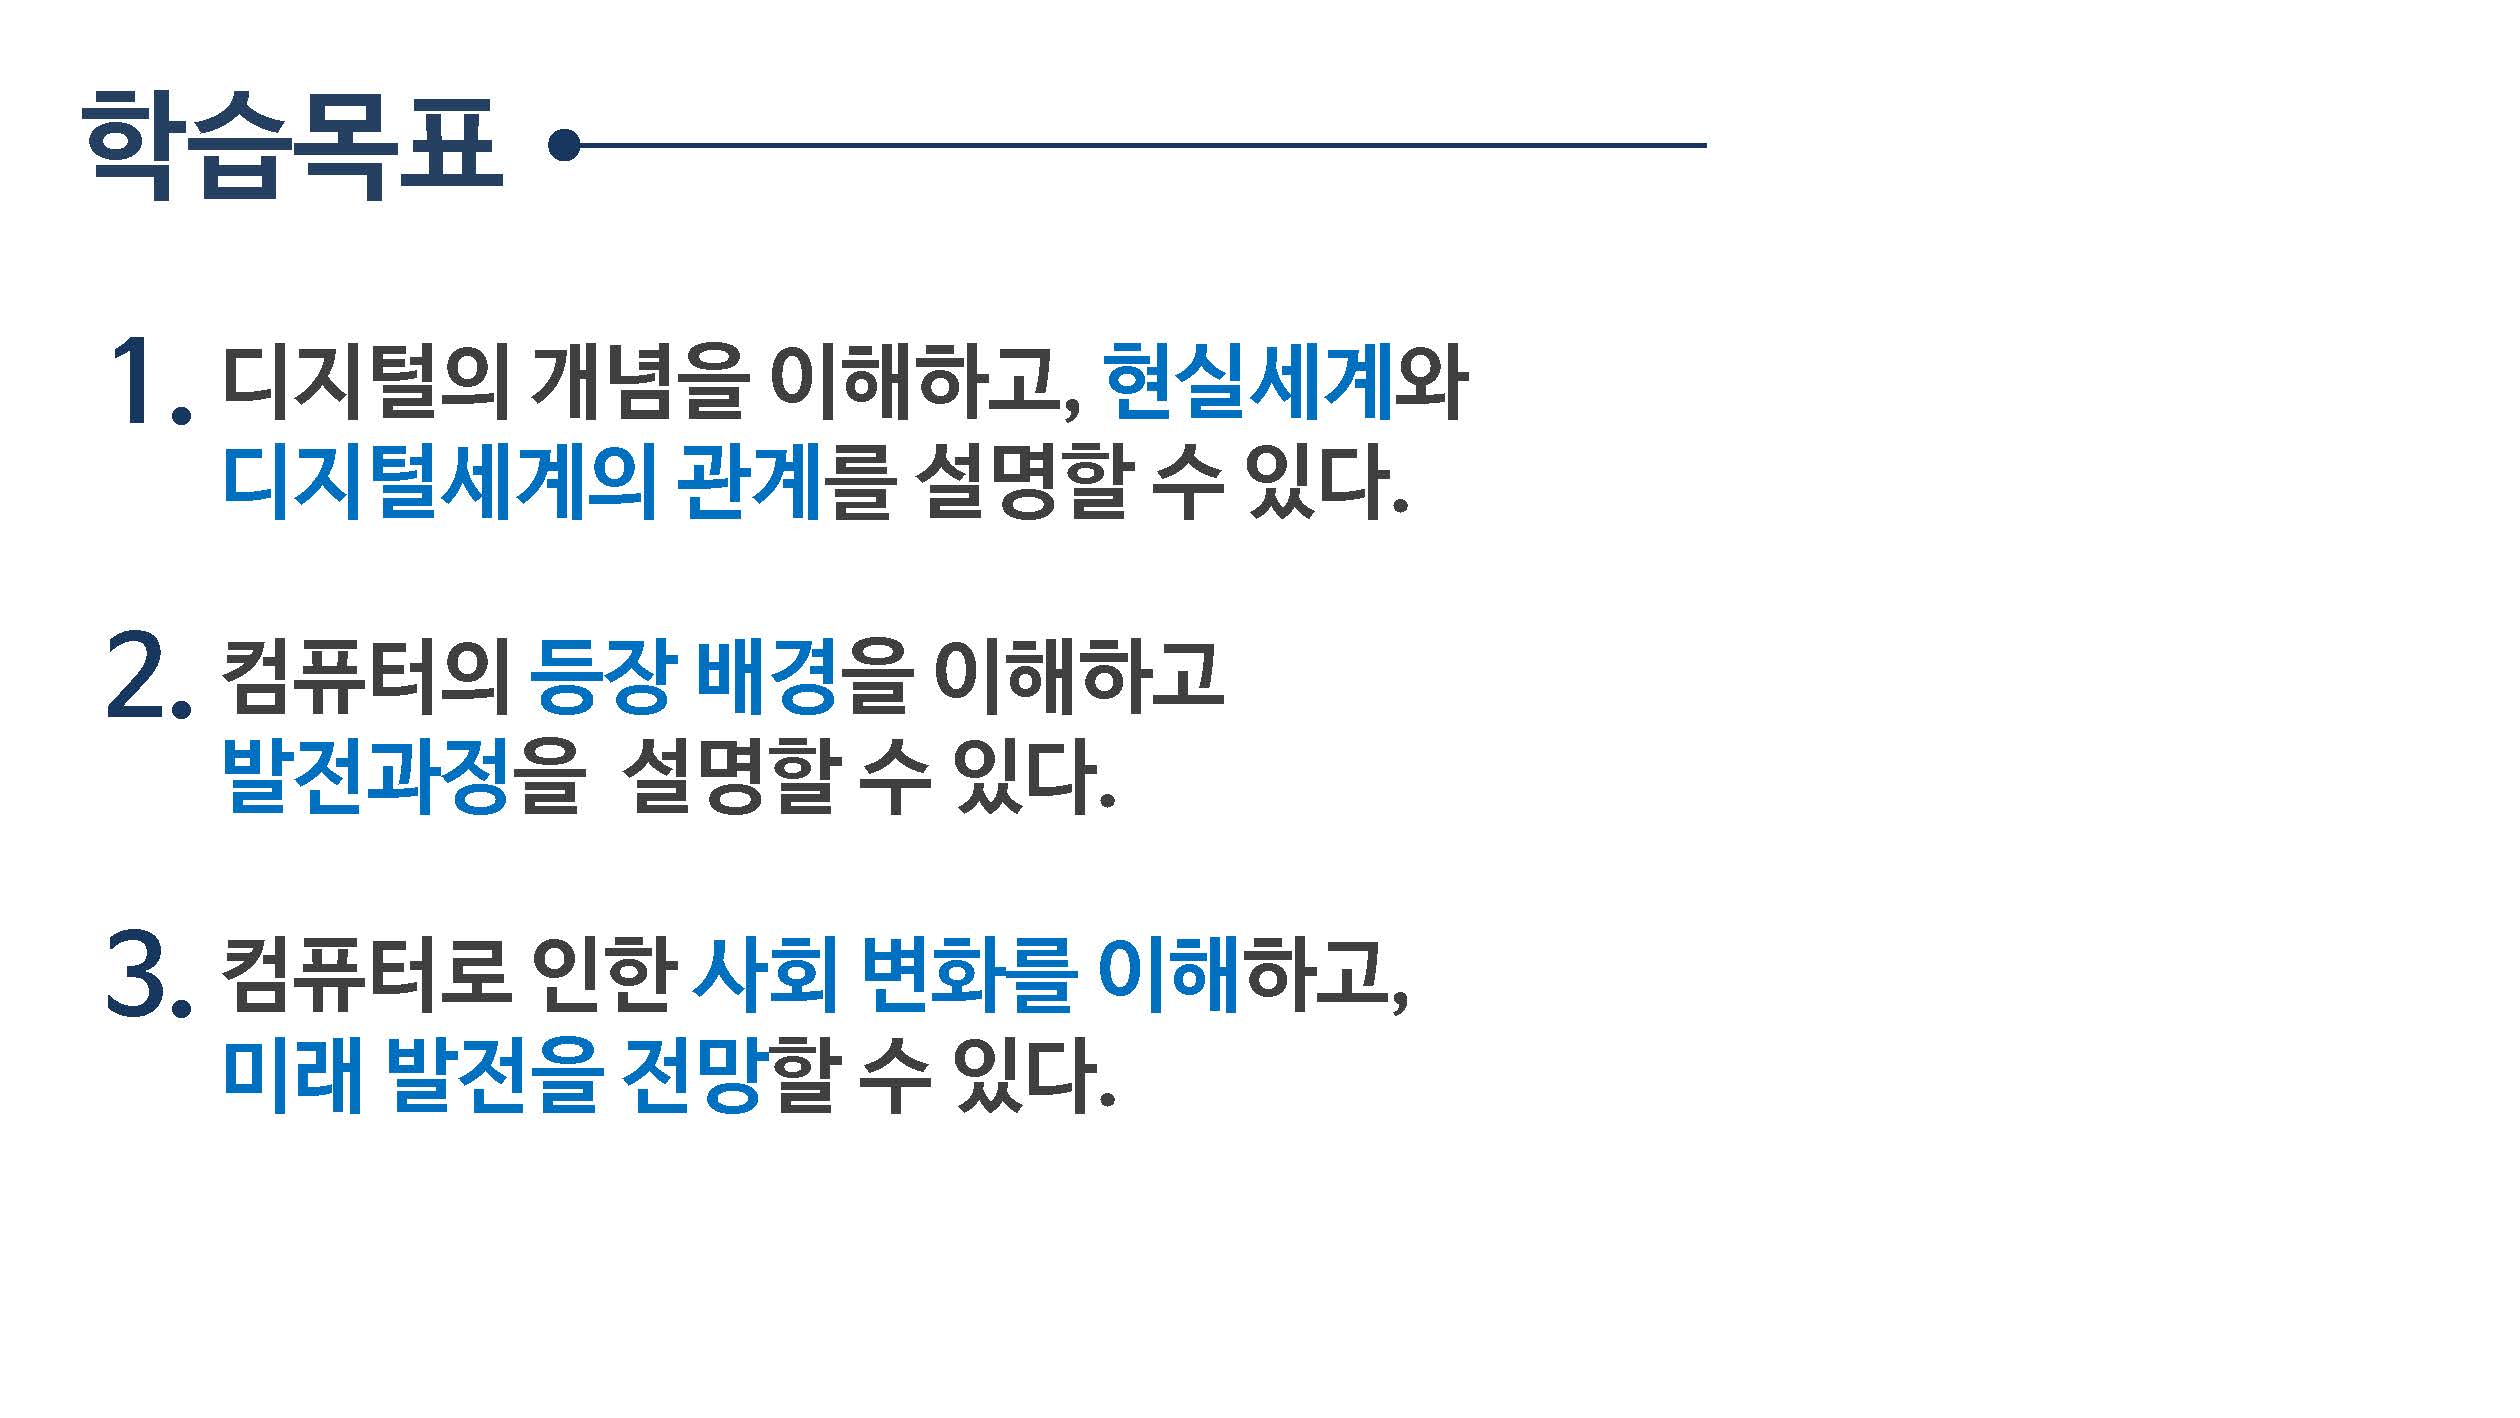 학습목표
1. 디지털의 개념을 이해하고, 현실세계와
디지털세계의 관계를 설명할 수 있다.
2. 컴퓨터의 등장 배경을 이해하고
발전과정을  설명할 수 있다.
3. 컴퓨터로 인한 사회 변화를 이해하고,
미래 발전을 전망할 수 있다.